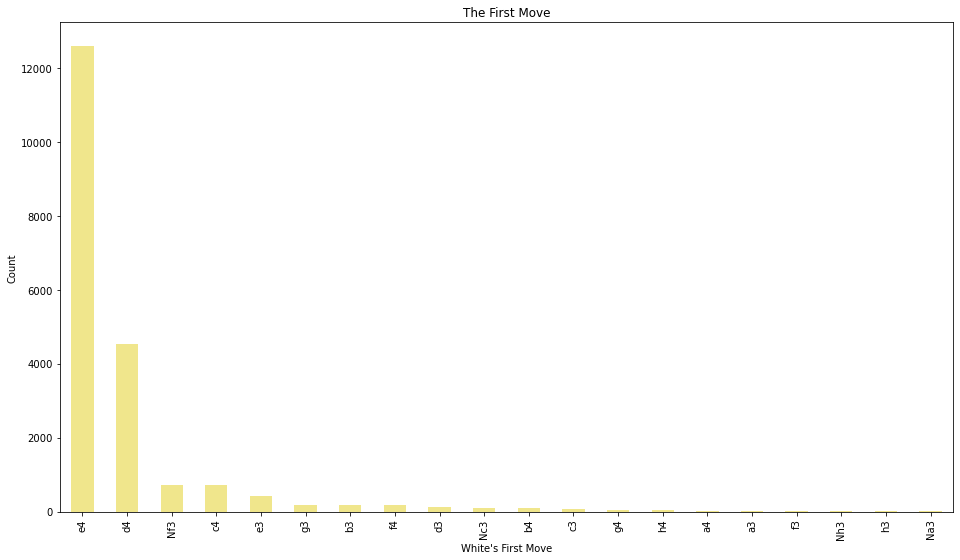 The First Move
12000
10000
8000
6000
4000
2000
0
Count
e4 d4 Nf3 c4 e3 g3 b3 f4 d3 Nc3 b4 c3 g4 h4 a4 a3 f3 Nh3 h3 Na3
White's First Move